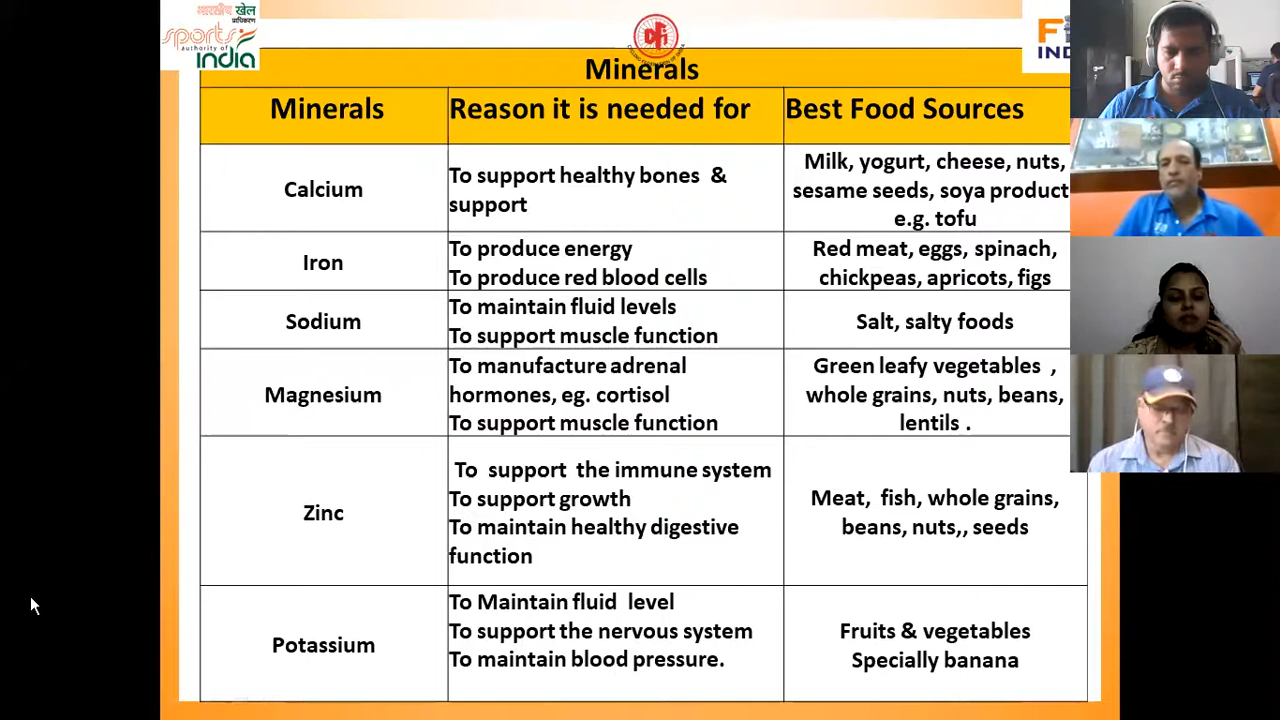 भारतीय खेल
प्राधिकरण
sports
authority of
india
CYCLING FEDERATION OF INDIA
CFI
F
IND
Minerals
Minerals
Reason it is needed for
Best Food Sources
Calcium
To support healthy bones &
support
Milk, yogurt, cheese, nuts,
sesame seeds, soya product
e.g. tofu
Iron
To produce energy
To produce red blood cells
Red meat, eggs, spinach,
chickpeas, apricots, figs
Sodium
To maintain fluid levels
To support muscle function
Salt, salty foods
Magnesium
To manufacture adrenal
hormones, eg. cortisol
To support muscle function
Green leafy vegetables ,
whole grains, nuts, beans,
lentils .
Zinc
To support the immune system
To support growth
To maintain healthy digestive
function
Meat, fish, whole grains,
beans, nuts,, seeds
Potassium
To Maintain fluid level
To support the nervous system
To maintain blood pressure.
Fruits & vegetables
Specially banana